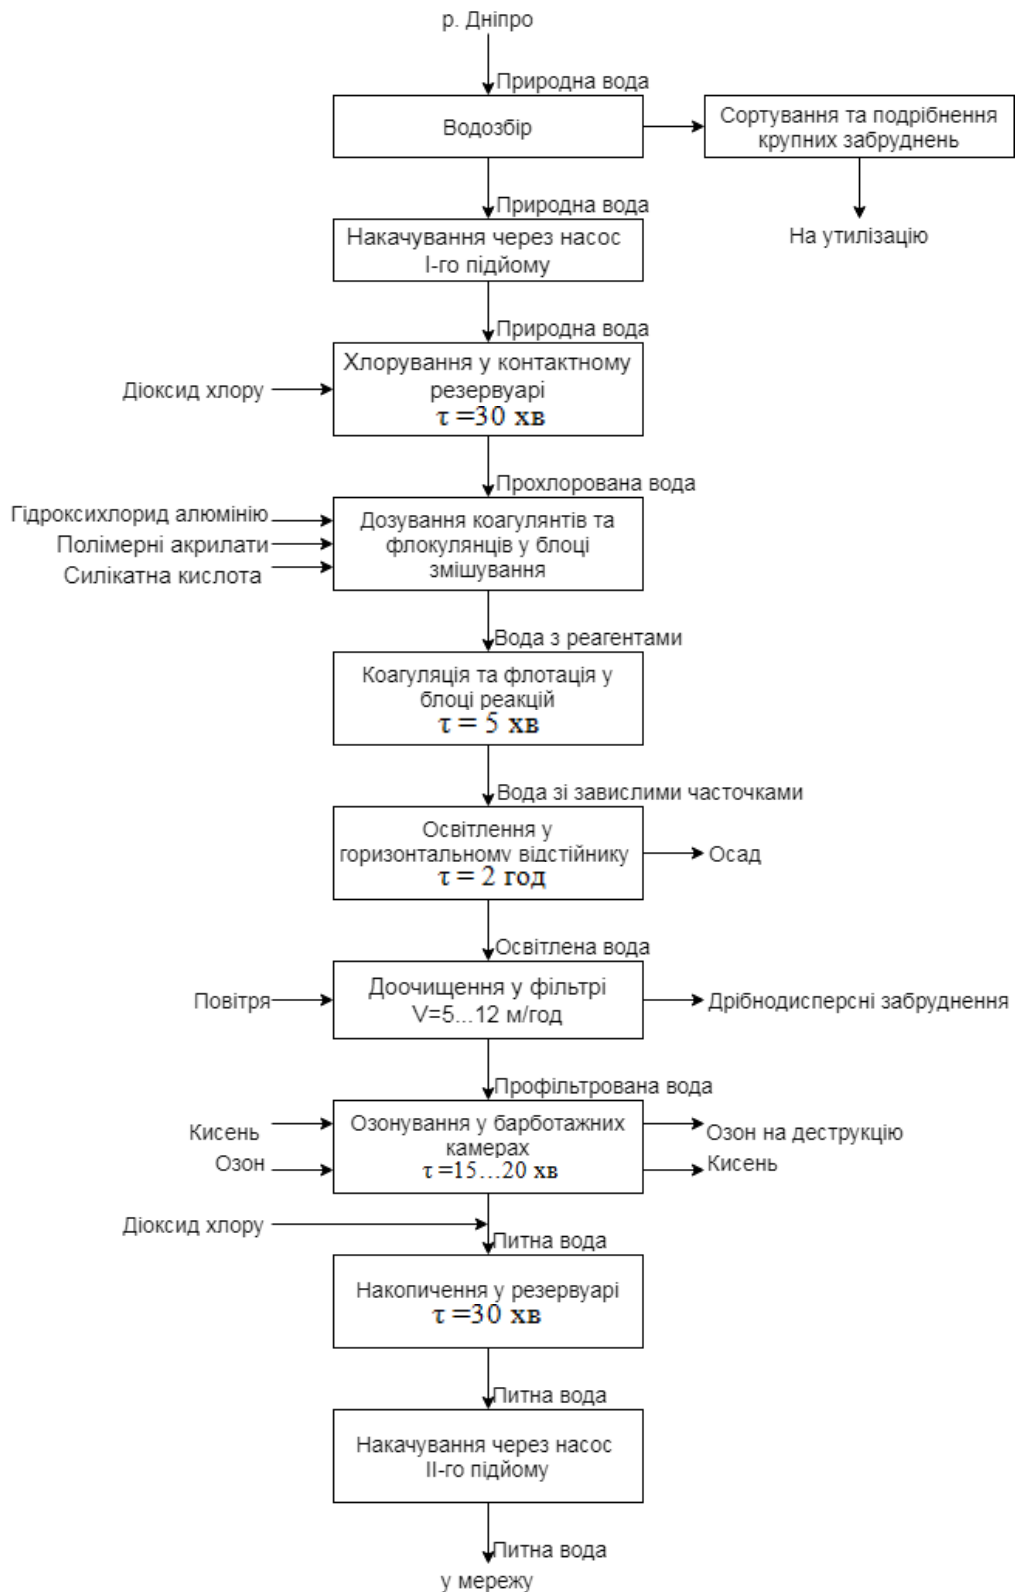 р. Дніпро
Природна вода
Водозбір
Сортування та подрібнення
крупних забруднень
На утилізацію
Природна вода
Накачування через насос
І-го підйому
Природна вода
Діоксид хлору
Хлорування у контактному
резервуарі
τ =30 хв
Прохлорована вода
Гідроксихлорид алюмінію
Полімерні акрилати
Силікатна кислота
Дозування коагулянтів та
флокулянців у блоці
змішування
Вода з реагентами
Коагуляція та флотація у
блоці реакцій
τ = 5 хв
Вода зі завислими часточками
Освітлення у
горизонтальному відстійнику
τ = 2 год
Осад
Освітлена вода
Повітря
Доочищення у фільтрі
V=5...12 м/год
Дрібнодисперсні забруднення
Профільтрована вода
Кисень
Озон
Озонування у барботажних
камерах
τ =15…20 хв
Озон на деструкцію
Кисень
Діоксид хлору
Питна вода
Накопичення у резервуарі
τ =30 хв
Питна вода
Накачування через насос
ІІ-го підйому
Питна вода
у мережу